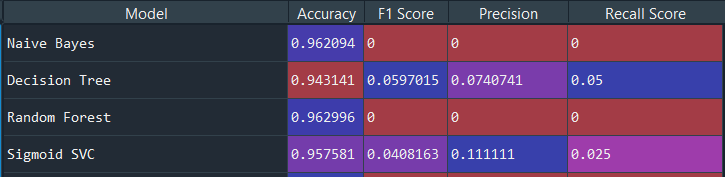 Model Accuracy F1 Score Precision Recall Score
Naive Bayes 0.962094 0 0 0
Decision Tree 0.943141 0.0597015 0.0740741 0.05
Random Forest 0.962996 0 0 0
Sigmoid SVC 0.957581 0.0408163 0.111111 0.025